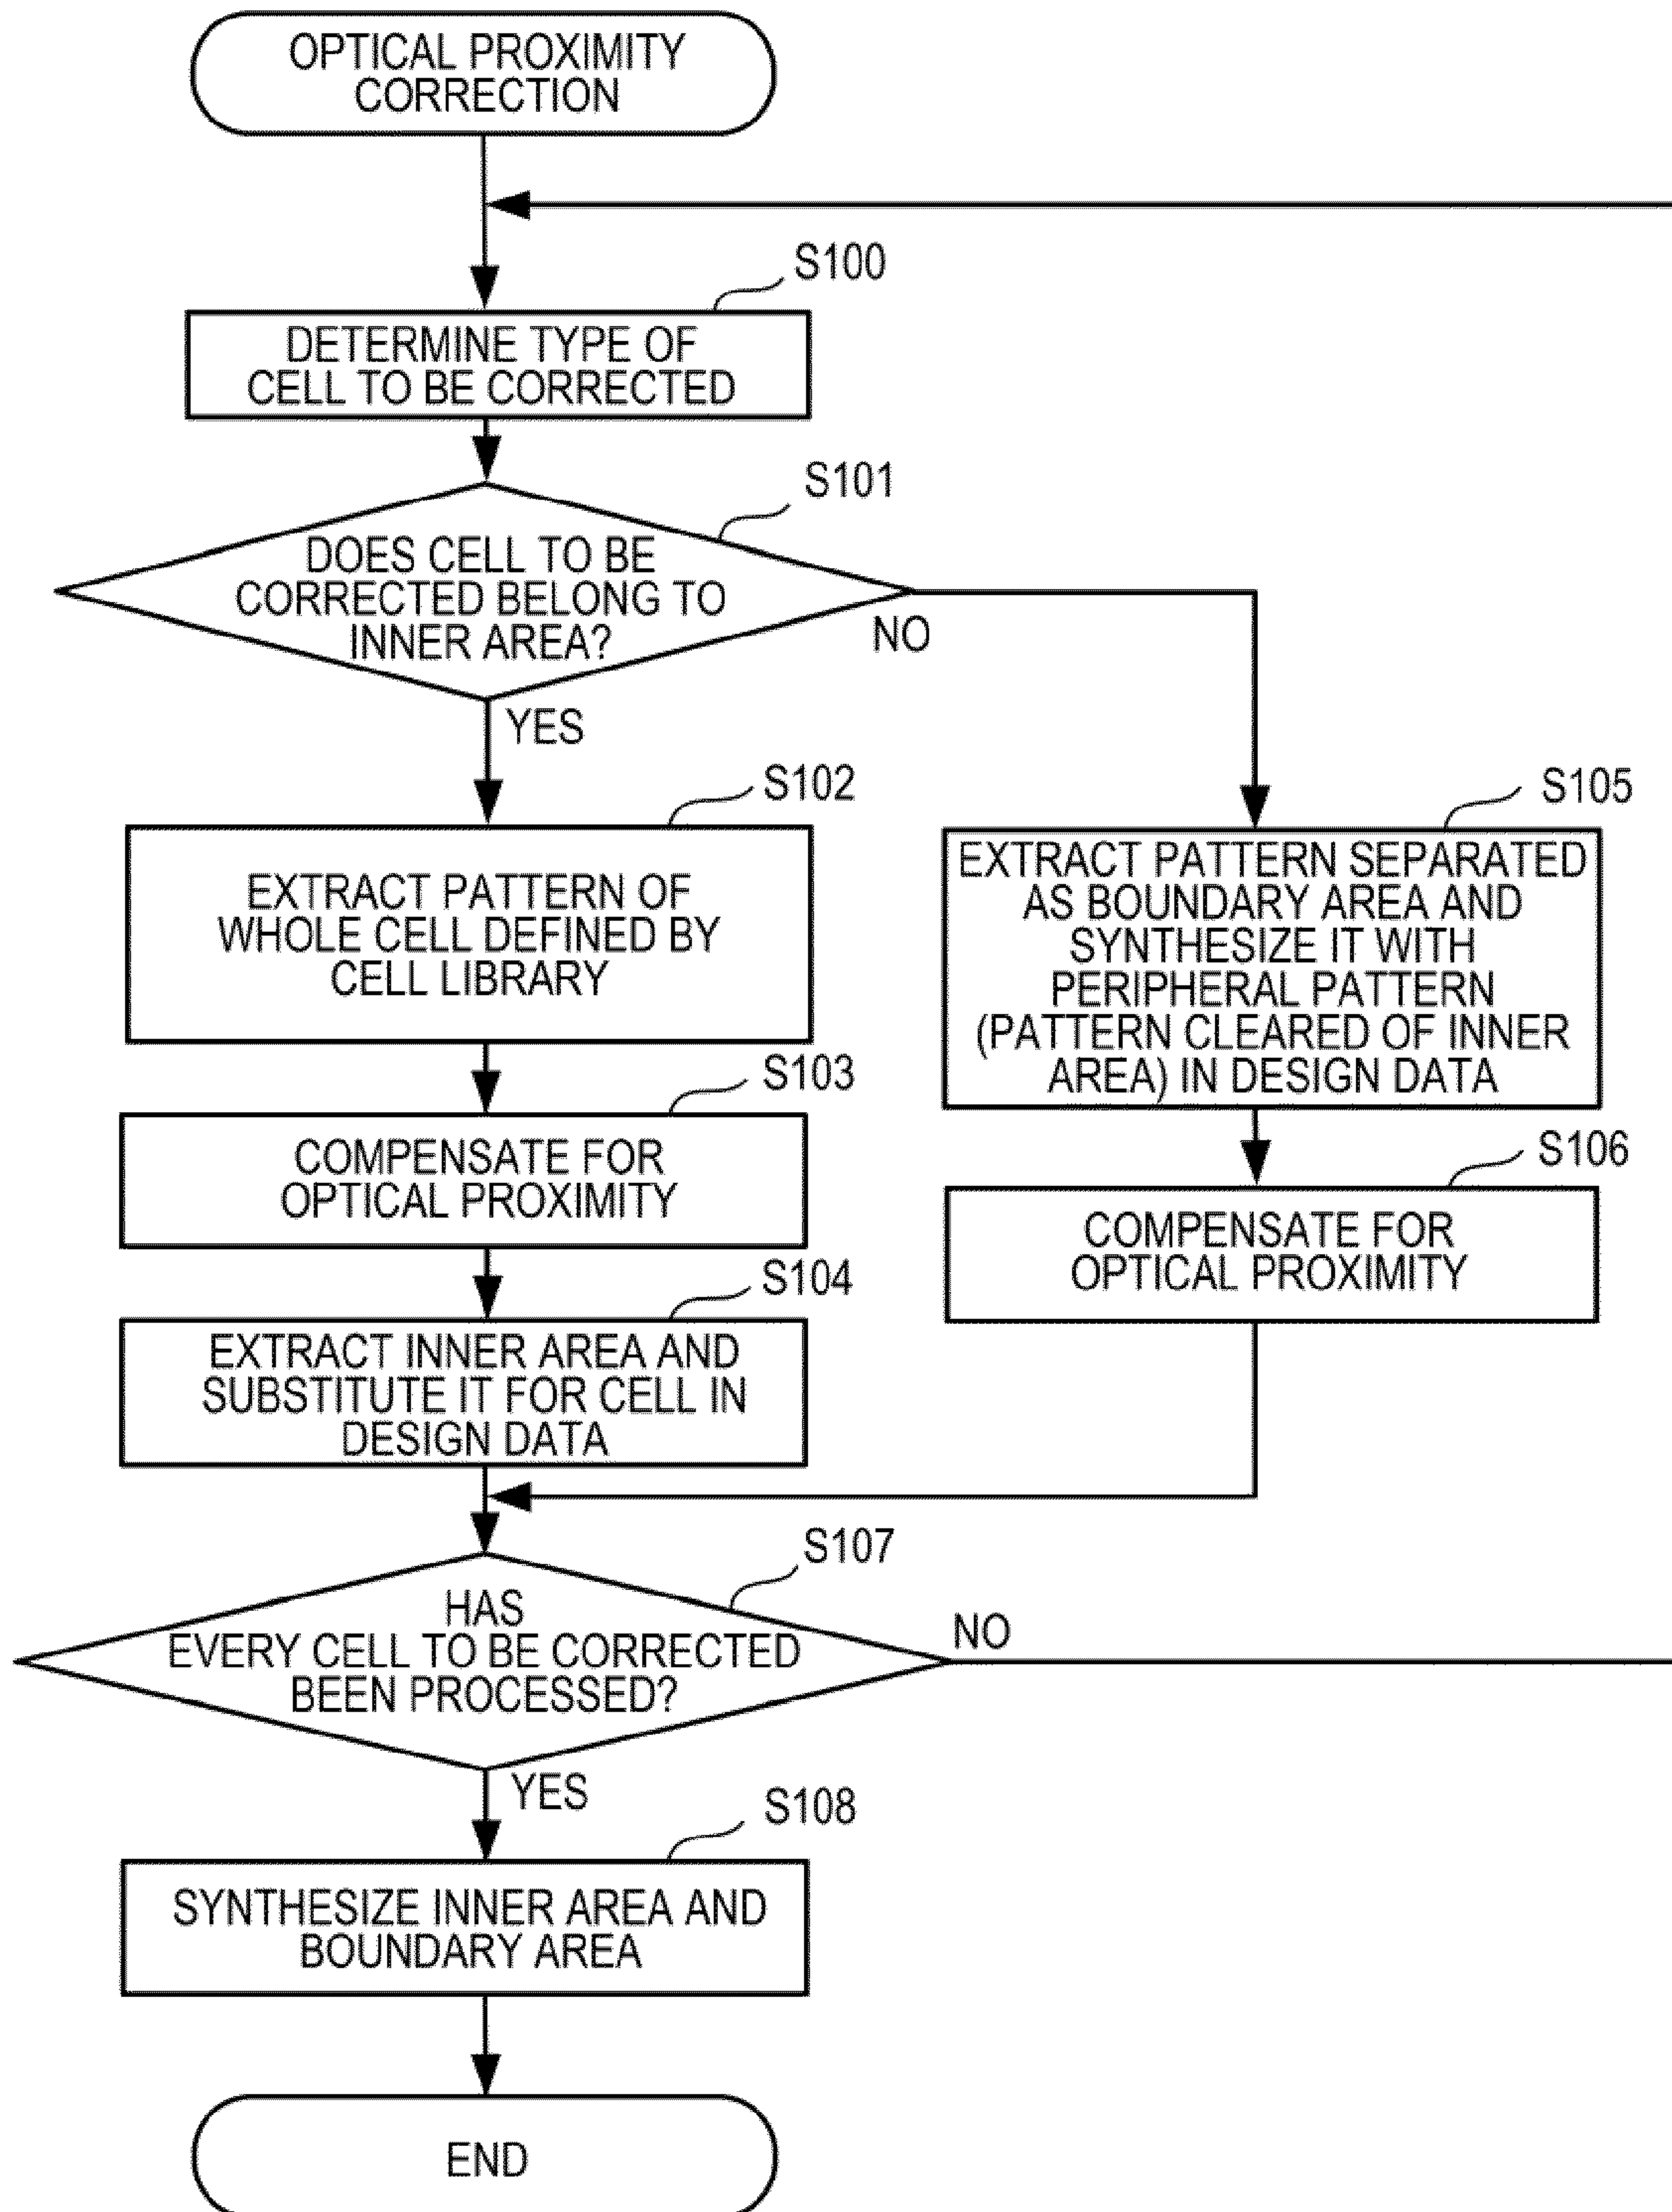 OPTICAL PROXIMITY
CORRECTION
S100
DETERMINE TYPE OF
CELL TO BE CORRECTED
S101
DOES CELL TO BE
CORRECTED BELONG TO
INNER AREA?
NO
YES
S102
EXTRACT PATTERN OF
WHOLE CELL DEFINED BY
CELL LIBRARY
S103
COMPENSATE FOR
OPTICAL PROXIMITY
S104
EXTRACT INNER AREA AND
SUBSTITUTE IT FOR CELL IN
DESIGN DATA
S105
EXTRACT PATTERN SEPARATED
AS BOUNDARY AREA AND
SYNTHESIZE IT WITH
PERIPHERAL PATTERN
(PATTERN CLEARED OF INNER
AREA) IN DESIGN DATA
S106
COMPENSATE FOR
OPTICAL PROXIMITY
S107
HAS
EVERY CELL TO BE CORRECTED
BEEN PROCESSED?
NO
YES
S108
SYNTHESIZE INNER AREA AND
BOUNDARY AREA
END